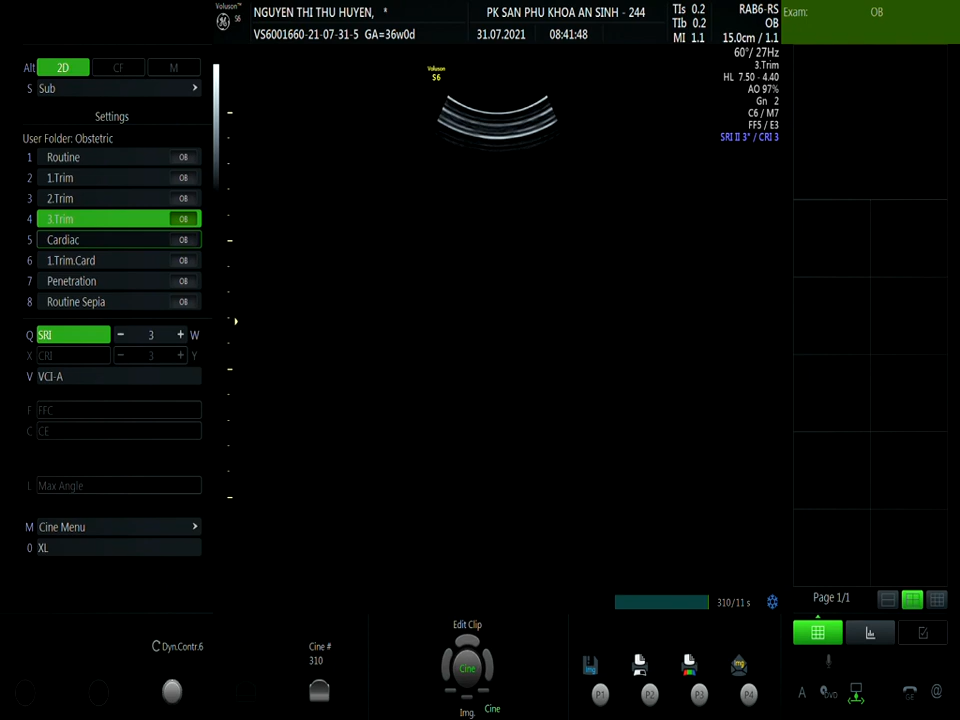 Voluson™
S6
NGUYEN THI THU HUYEN, *
PK SAN PHU KHOA AN SINH - 244
VS6001660-21-07-31-5 GA=36w0d
31.07.2021
08:41:48
TIs 0.2
TIb 0.2
MI 1.1
RAB6-RS
OB
15.0cm / 1.1
60°/ 27Hz
3.Trim
HL 7.50 - 4.40
AO 97%
Gn 2
C6 / M7
FF5 / E3
SRI II 3" / CRI 3
Exam: OB
Voluson
S6
Alt 2D CF M
S Sub >
Settings
User Folder: Obstetric
1 Routine OB
2 1.Trim OB
3 2.Trim OB
4 3.Trim OB
5 Cardiac OB
6 1.Trim.Card OB
7 Penetration OB
8 Routine Sepia OB
Q SRI − 3 + W
X CRI − 3 + Y
V VCI-A
F FFC
C CE
L Max Angle
M Cine Menu >
0 XL
310/11 s
Page 1/1
C Dyn.Contr.6
Cine #
310
Edit Clip
Cine
Img. Cine
Img
P1 P2 P3 P4
A DVD GE @